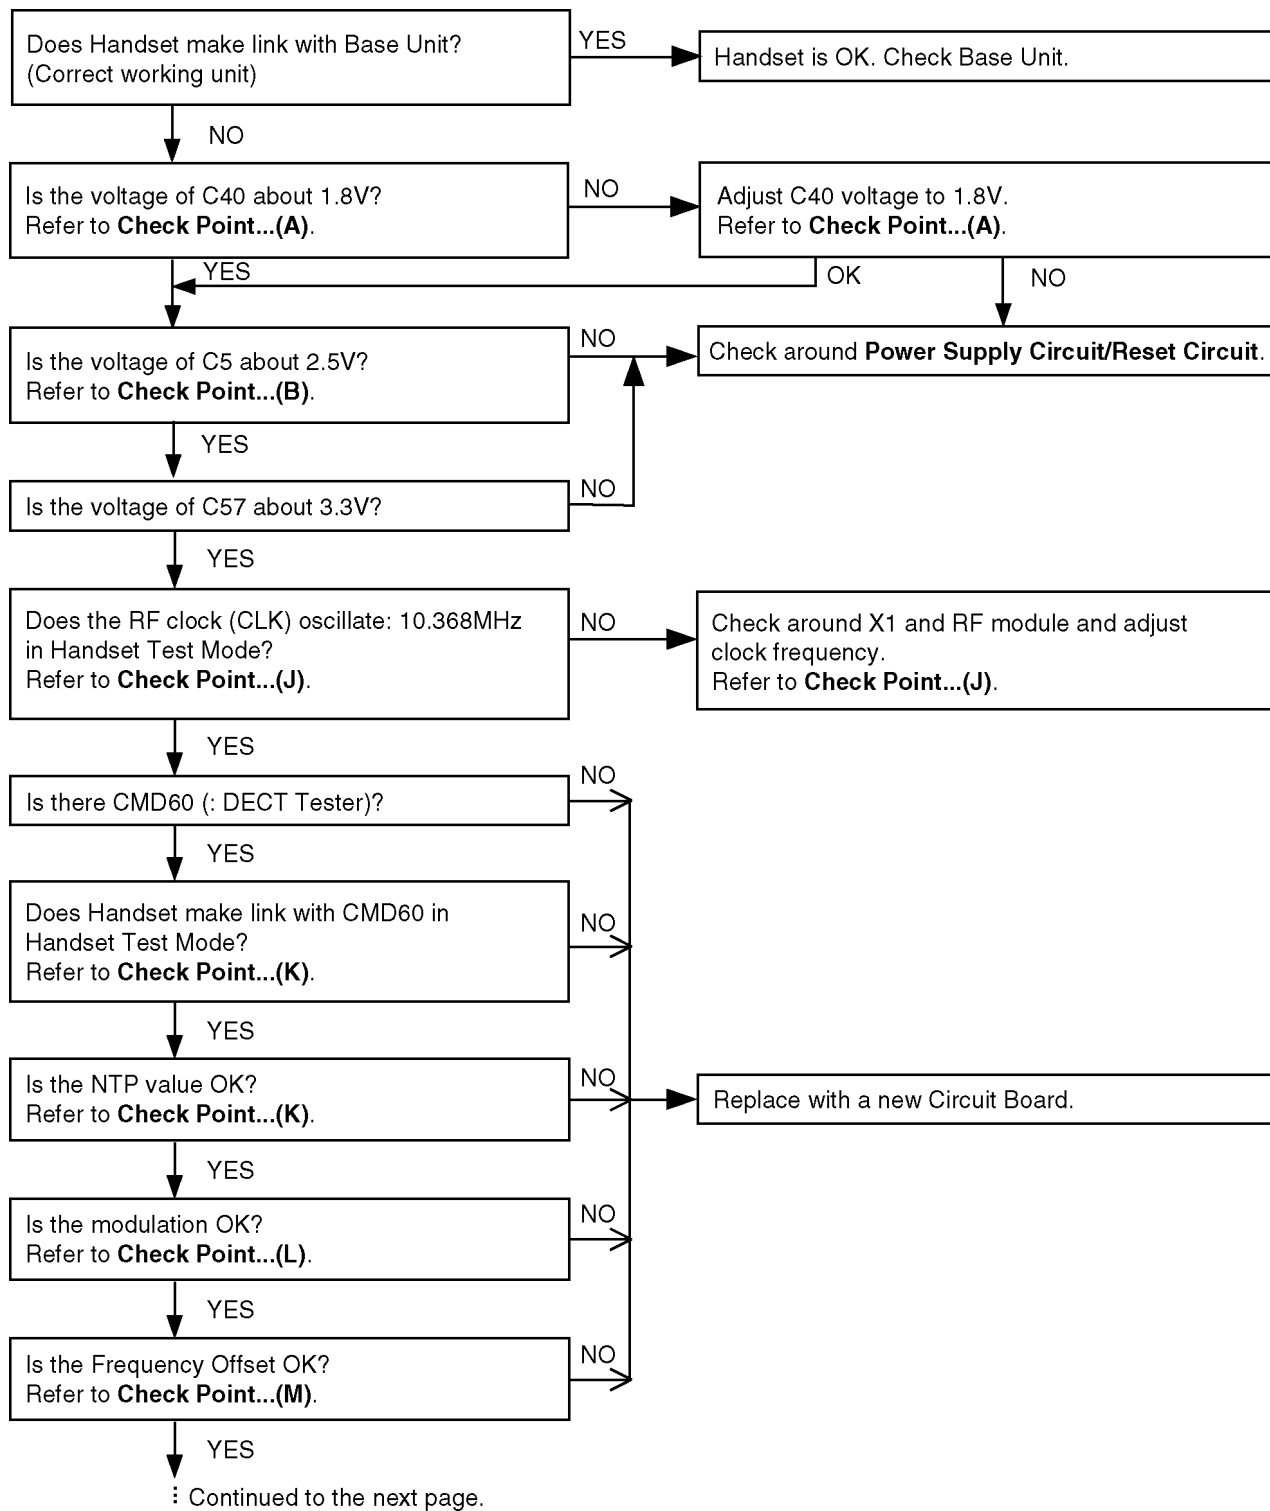 Does Handset make link with Base Unit?
(Correct working unit)
YES
Handset is OK. Check Base Unit.
NO
Is the voltage of C40 about 1.8V?
Refer to Check Point...(A).
NO
Adjust C40 voltage to 1.8V.
Refer to Check Point...(A).
YES
OK
NO
Is the voltage of C5 about 2.5V?
Refer to Check Point...(B).
NO
Check around Power Supply Circuit/Reset Circuit.
YES
Is the voltage of C57 about 3.3V?
NO
YES
Does the RF clock (CLK) oscillate: 10.368MHz
in Handset Test Mode?
Refer to Check Point...(J).
NO
Check around X1 and RF module and adjust
clock frequency.
Refer to Check Point...(J).
YES
Is there CMD60 (: DECT Tester)?
NO
YES
Does Handset make link with CMD60 in
Handset Test Mode?
Refer to Check Point...(K).
NO
YES
Is the NTP value OK?
Refer to Check Point...(K).
NO
Replace with a new Circuit Board.
YES
Is the modulation OK?
Refer to Check Point...(L).
NO
YES
Is the Frequency Offset OK?
Refer to Check Point...(M).
NO
YES
Continued to the next page.